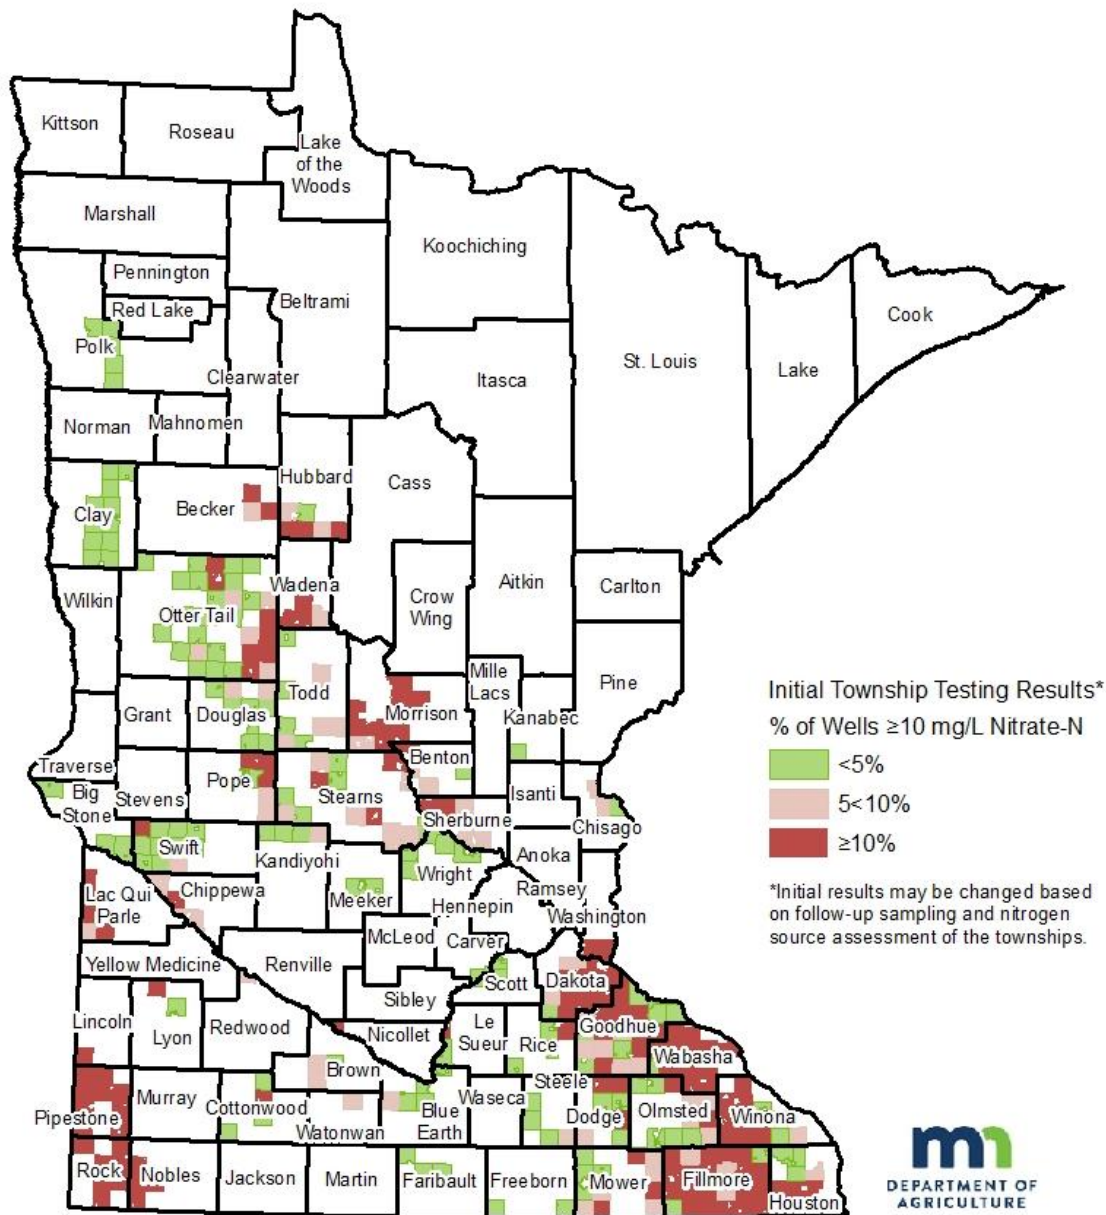 Kittson
Roseau
Lake
of the
Woods
Marshall
Koochiching
Pennington
Red Lake
Beltrami
Cook
Polk
St. Louis
Lake
Clearwater
Itasca
Norman
Mahnomen
Hubbard
Cass
Clay
Becker
Wadena
Aitkin
Carlton
Wilkin
Otter Tail
Crow
Wing
Mille
Lacs
Pine
Todd
Grant
Douglas
Morrison
Kanabec
Initial Township Testing Results*
% of Wells ≥10 mg/L Nitrate-N
<5%
5<10%
≥10%
*Initial results may be changed based
on follow-up sampling and nitrogen
source assessment of the townships.
Traverse
Pope
Benton
Big
Stone
Stevens
Stearns
Isanti
Sherburne
Chisago
Swift
Kandiyohi
Anoka
Wright
Lac Qui
Parle
Chippewa
Meeker
Ramsey
Hennepin
Washington
McLeod
Carver
Yellow Medicine
Renville
Scott
Dakota
Sibley
Lincoln
Lyon
Redwood
Nicollet
Le
Sueur
Rice
Goodhue
Wabasha
Brown
Steele
Pipestone
Murray
Cottonwood
Watonwan
Blue
Earth
Waseca
Dodge
Olmsted
Winona
Rock
Nobles
Jackson
Martin
Faribault
Freeborn
Mower
Fillmore
Houston
mn
DEPARTMENT OF
AGRICULTURE